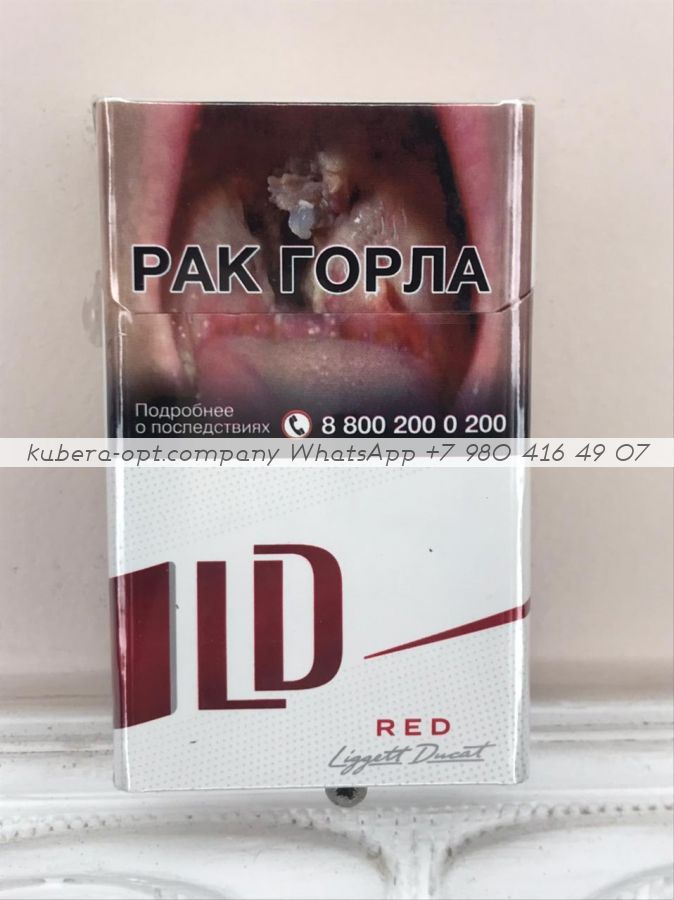 РАК ГОРЛА
Подробнее
о последствиях 8 800 200 0 200
kubera-opt.company WhatsApp +7 980 416 49 07
LD
RED
Liggett Ducat